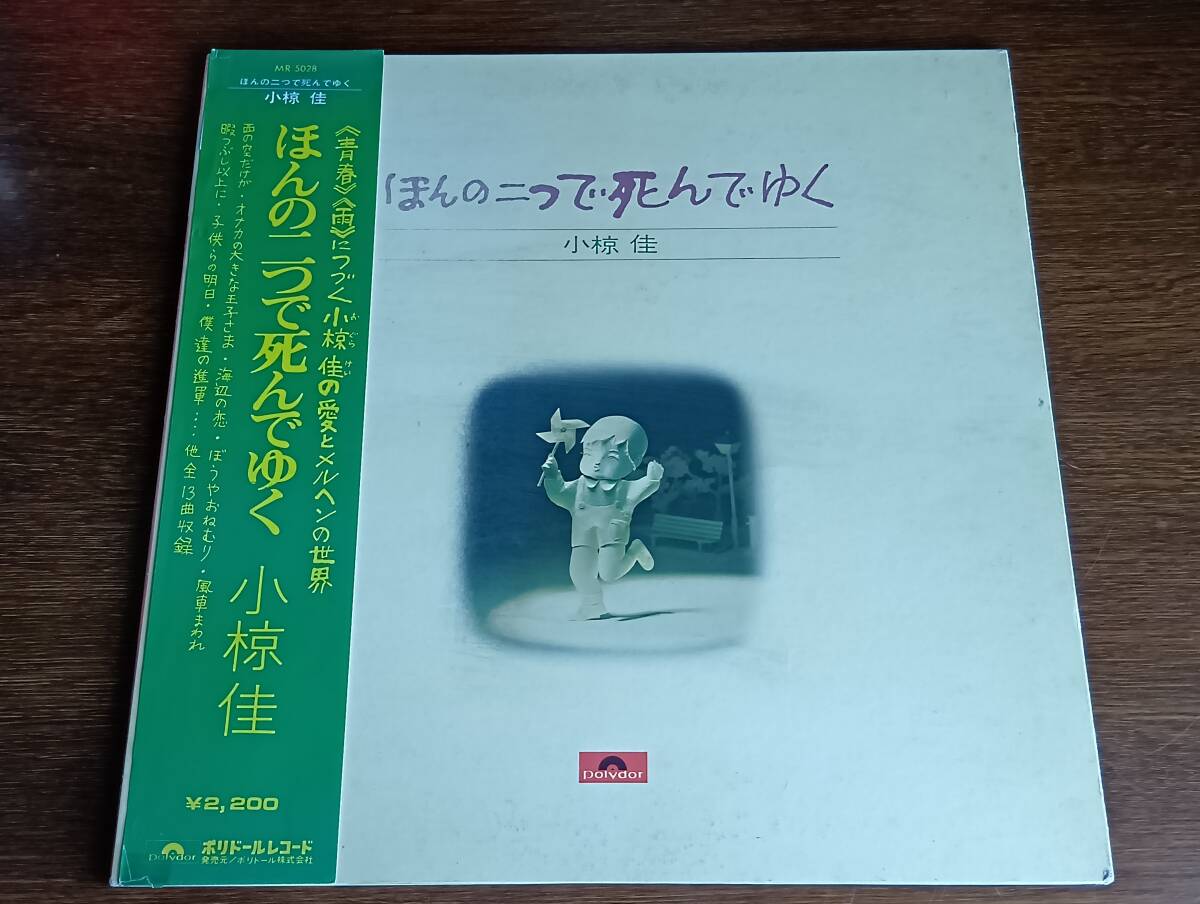 MR 5028
ほんの二つで死んでゆく
小椋 佳
《青春》《雨》につづく小椋 佳の愛とメルヘンの世界
おぐら けい
ほんの二つで死んでゆく
小椋 佳
西の空だけが・オナカの大きな王子さま・海辺の恋・ぼうやおねむり・風車まわれ
暇つぶし以上に・子供らの明日・僕達の進軍……他全13曲収録
¥2,200
polydor
ポリドールレコード
発売元/ポリドール株式会社
ほんの二つで死んでゆく
小椋 佳
polydor